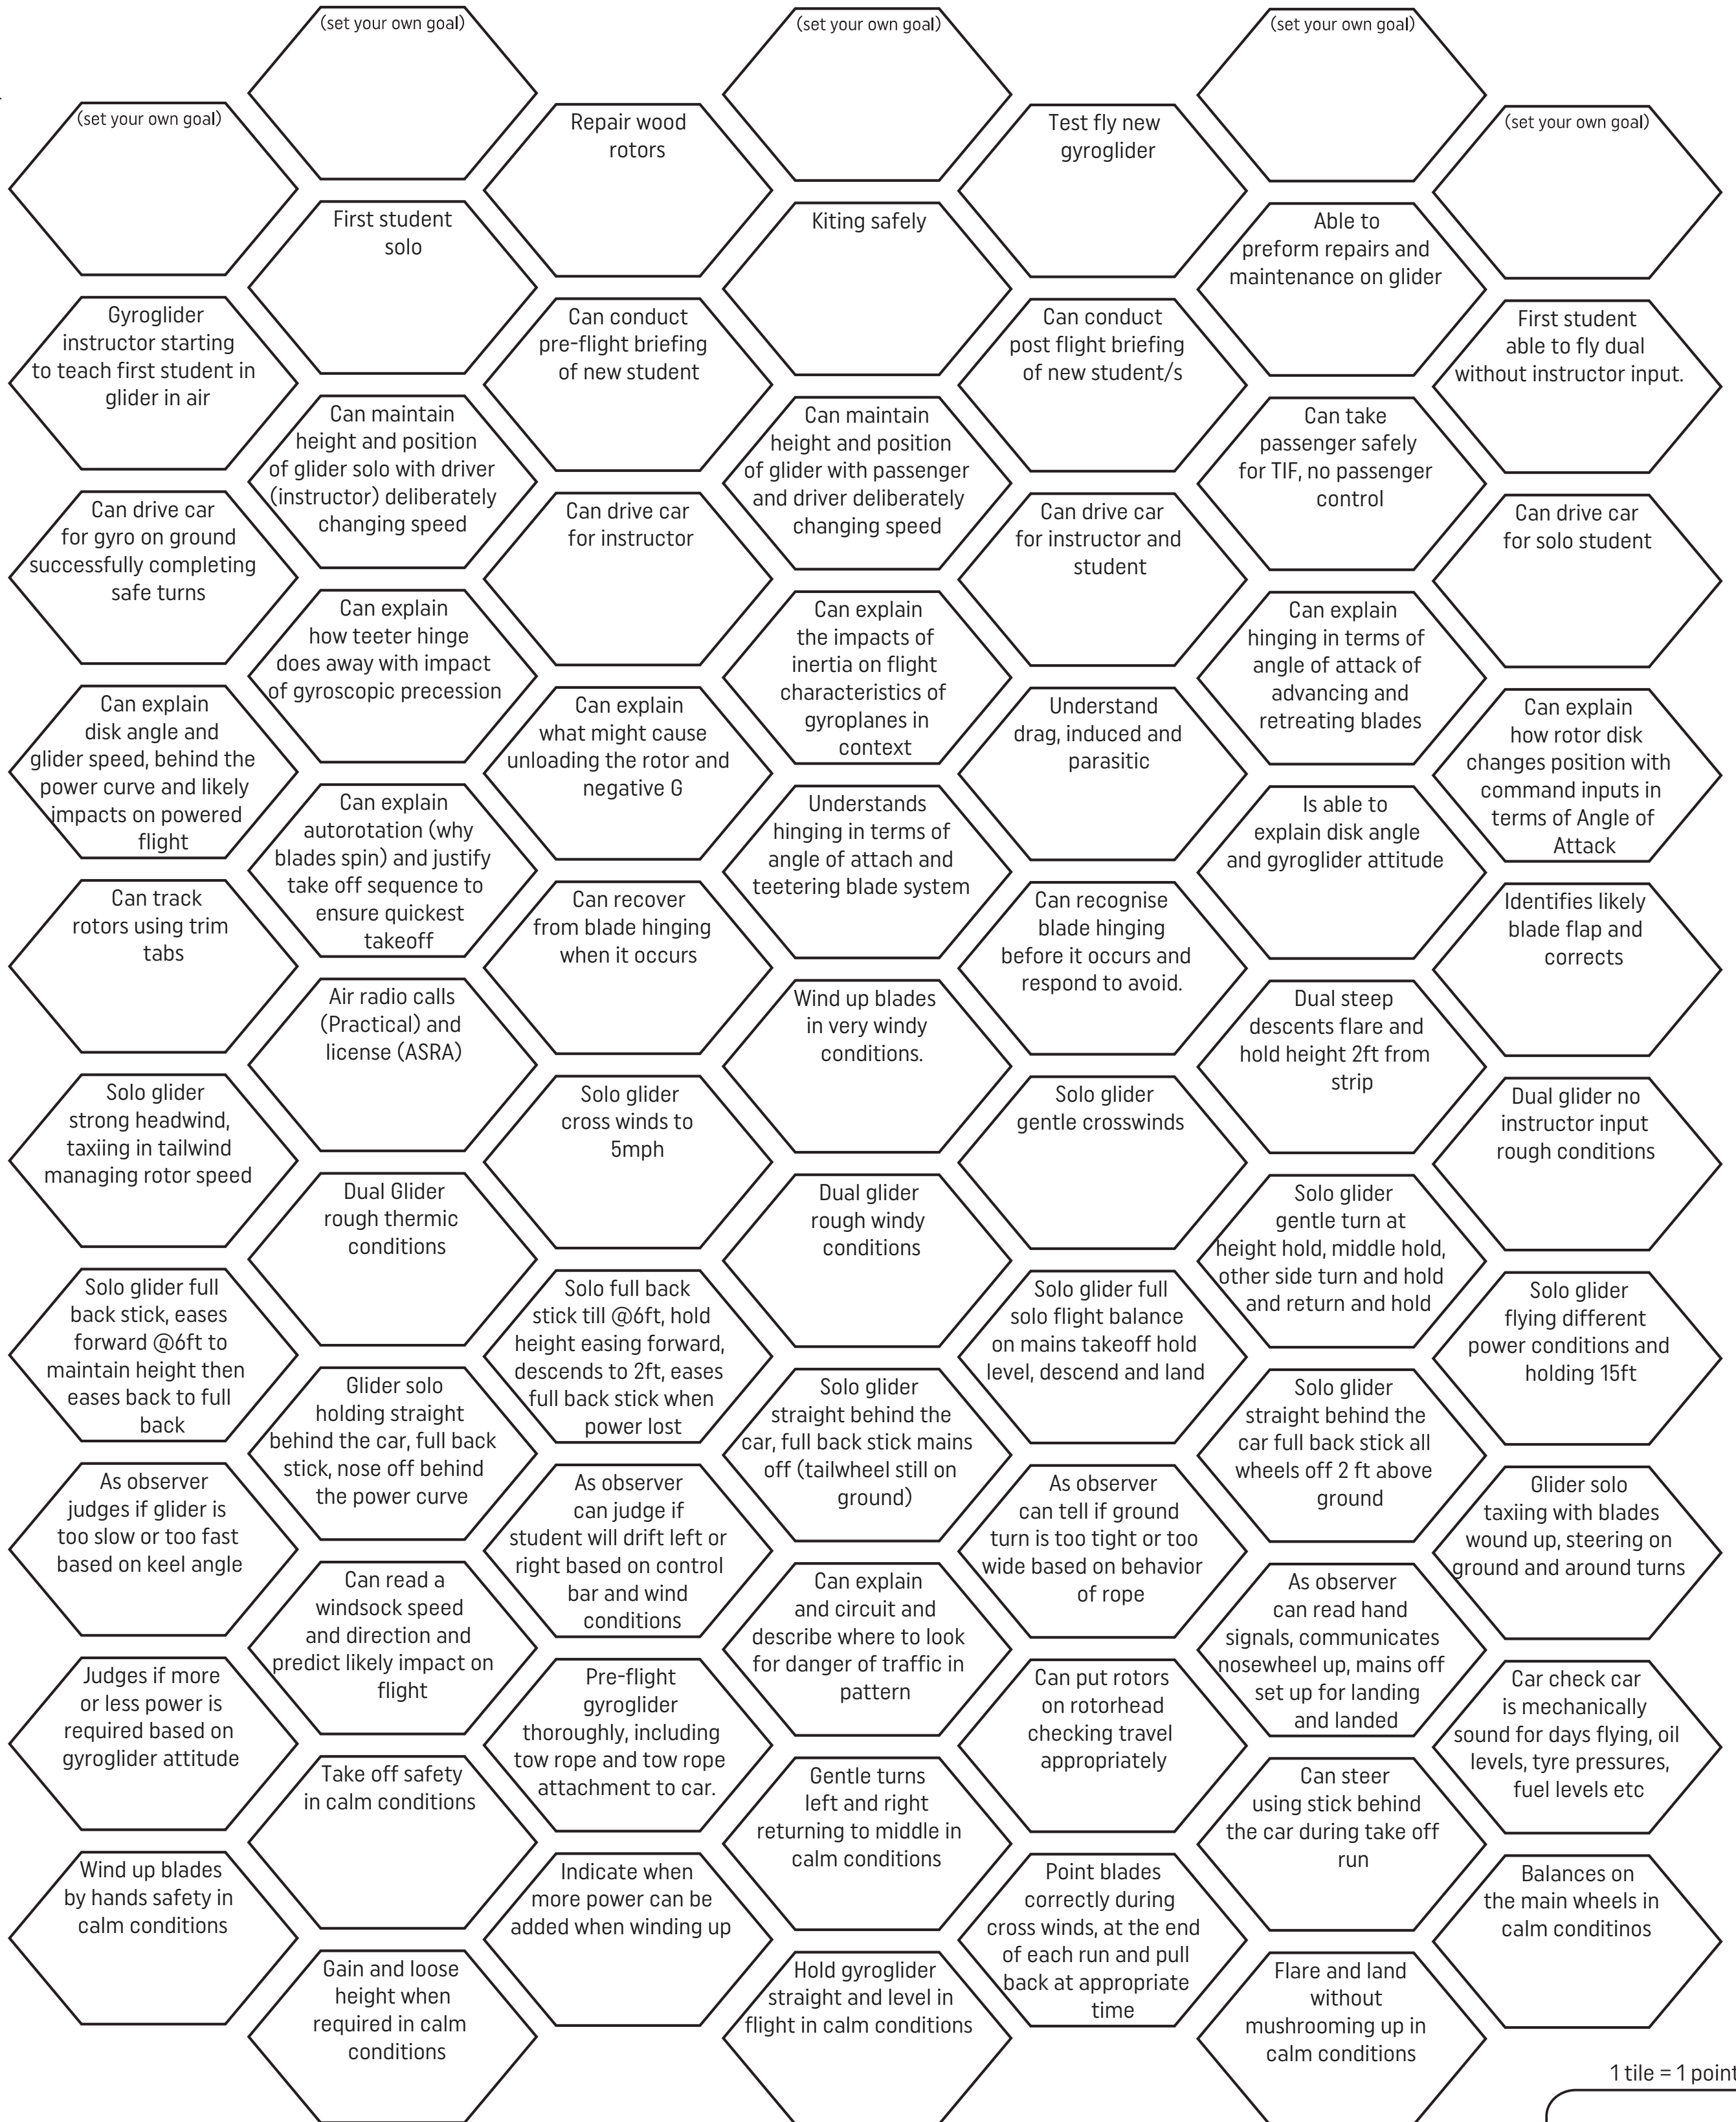 (set your own goal)
(set your own goal)
(set your own goal)
(set your own goal)
Repair wood
rotors
Test fly new
gyroglider
(set your own goal)
First student
solo
Kiting safely
Able to
preform repairs and
maintenance on glider
Gyroglider
instructor starting
to teach first student in
glider in air
Can conduct
pre-flight briefing
of new student
Can conduct
post flight briefing
of new student/s
First student
able to fly dual
without instructor input.
Can maintain
height and position
of glider solo with driver
(instructor) deliberately
changing speed
Can maintain
height and position
of glider with passenger
and driver deliberately
changing speed
Can take
passenger safely
for TIF, no passenger
control
Can drive car
for gyro on ground
successfully completing
safe turns
Can drive car
for instructor
Can drive car
for instructor and
student
Can drive car
for solo student
Can explain
how teeter hinge
does away with impact
of gyroscopic precession
Can explain
the impacts of
inertia on flight
characteristics of
gyroplanes in
context
Can explain
hinging in terms of
angle of attack of
advancing and
retreating blades
Can explain
disk angle and
glider speed, behind the
power curve and likely
impacts on powered
flight
Can explain
what might cause
unloading the rotor and
negative G
Understand
drag, induced and
parasitic
Can explain
how rotor disk
changes position with
command inputs in
terms of Angle of
Attack
Can explain
autorotation (why
blades spin) and justify
take off sequence to
ensure quickest
takeoff
Understands
hinging in terms of
angle of attach and
teetering blade system
Is able to
explain disk angle
and gyroglider attitude
Can track
rotors using trim
tabs
Can recover
from blade hinging
when it occurs
Can recognise
blade hinging
before it occurs and
respond to avoid.
Identifies likely
blade flap and
corrects
Air radio calls
(Practical) and
license (ASRA)
Wind up blades
in very windy
conditions.
Dual steep
descents flare and
hold height 2ft from
strip
Solo glider
strong headwind,
taxiing in tailwind
managing rotor speed
Solo glider
cross winds to
5mph
Solo glider
gentle crosswinds
Dual glider no
instructor input
rough conditions
Dual Glider
rough thermic
conditions
Dual glider
rough windy
conditions
Solo glider
gentle turn at
height hold, middle hold,
other side turn and hold
and return and hold
Solo glider full
back stick, eases
forward @6ft to
maintain height then
eases back to full
back
Solo full back
stick till @6ft, hold
height easing forward,
descends to 2ft, eases
full back stick when
power lost
Solo glider full
solo flight balance
on mains takeoff hold
level, descend and land
Solo glider
flying different
power conditions and
holding 15ft
Glider solo
holding straight
behind the car, full back
stick, nose off behind
the power curve
Solo glider
straight behind the
car, full back stick mains
off (tailwheel still on
ground)
Solo glider
straight behind the
car full back stick all
wheels off 2 ft above
ground
As observer
judges if glider is
too slow or too fast
based on keel angle
As observer
can judge if
student will drift left or
right based on control
bar and wind
conditions
As observer
can tell if ground
turn is too tight or too
wide based on behavior
of rope
Glider solo
taxiing with blades
wound up, steering on
ground and around turns
Can read a
windsock speed
and direction and
predict likely impact on
flight
Can explain
and circuit and
describe where to look
for danger of traffic in
pattern
As observer
can read hand
signals, communicates
nosewheel up, mains off
set up for landing
and landed
Judges if more
or less power is
required based on
gyroglider attitude
Pre-flight
gyroglider
thoroughly, including
tow rope and tow rope
attachment to car.
Can put rotors
on rotorhead
checking travel
appropriately
Car check car
is mechanically
sound for days flying, oil
levels, tyre pressures,
fuel levels etc
Take off safety
in calm conditions
Gentle turns
left and right
returning to middle in
calm conditions
Can steer
using stick behind
the car during take off
run
Wind up blades
by hands safety in
calm conditions
Indicate when
more power can be
added when winding up
Point blades
correctly during
cross winds, at the end
of each run and pull
back at appropriate
time
Balances on
the main wheels in
calm conditinos
Gain and loose
height when
required in calm
conditions
Hold gyroglider
straight and level in
flight in calm conditions
Flare and land
without
mushrooming up in
calm conditions
1 tile = 1 point